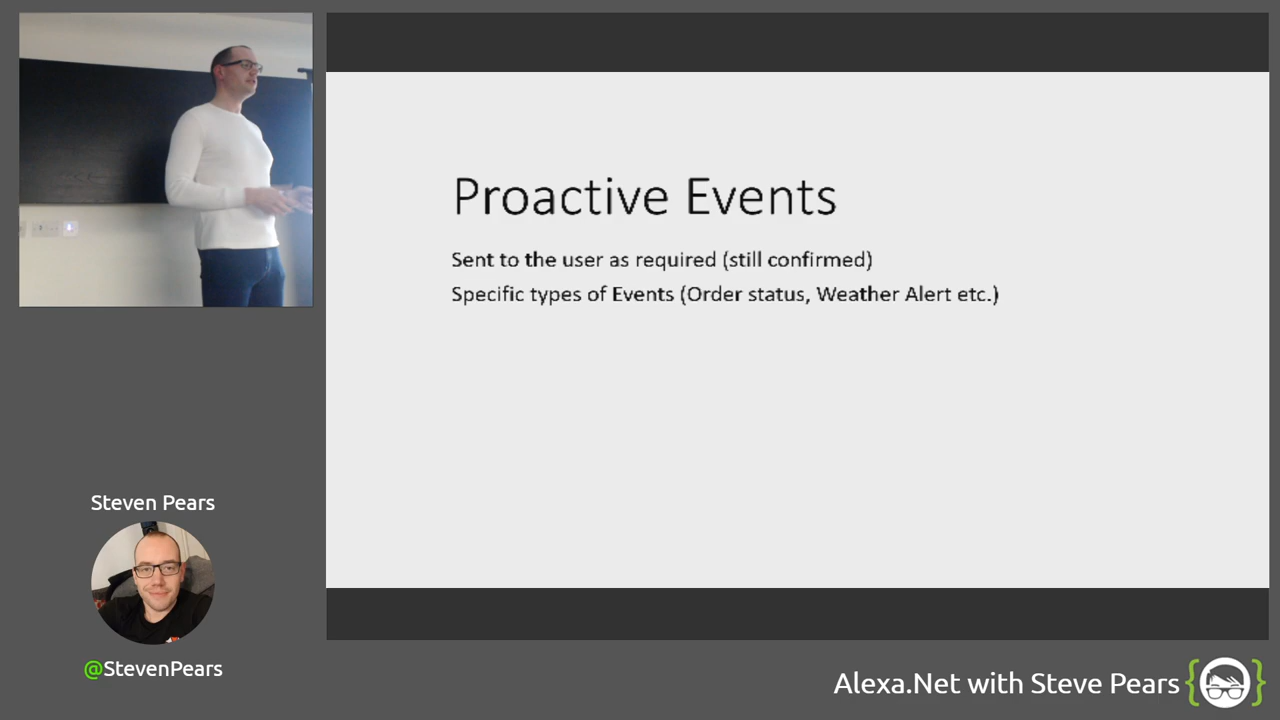 Proactive Events
Sent to the user as required (still confirmed)
Specific types of Events (Order status, Weather Alert etc.)
Steven Pears
@StevenPears
Alexa.Net with Steve Pears